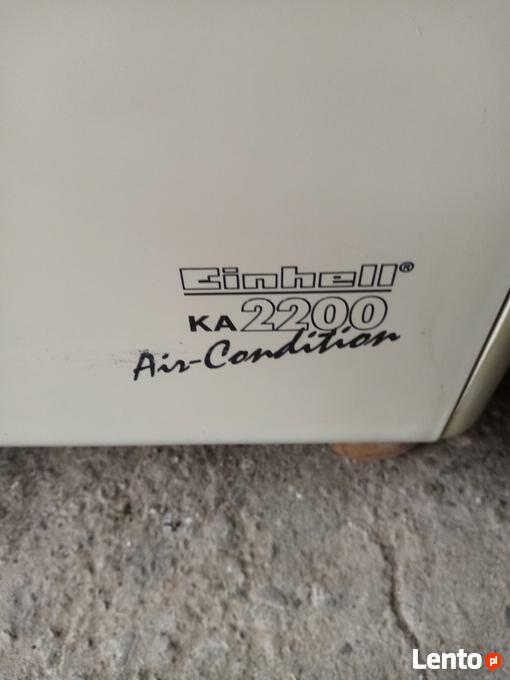 Einhell®
KA 2200
Air-Condition
Lento pl